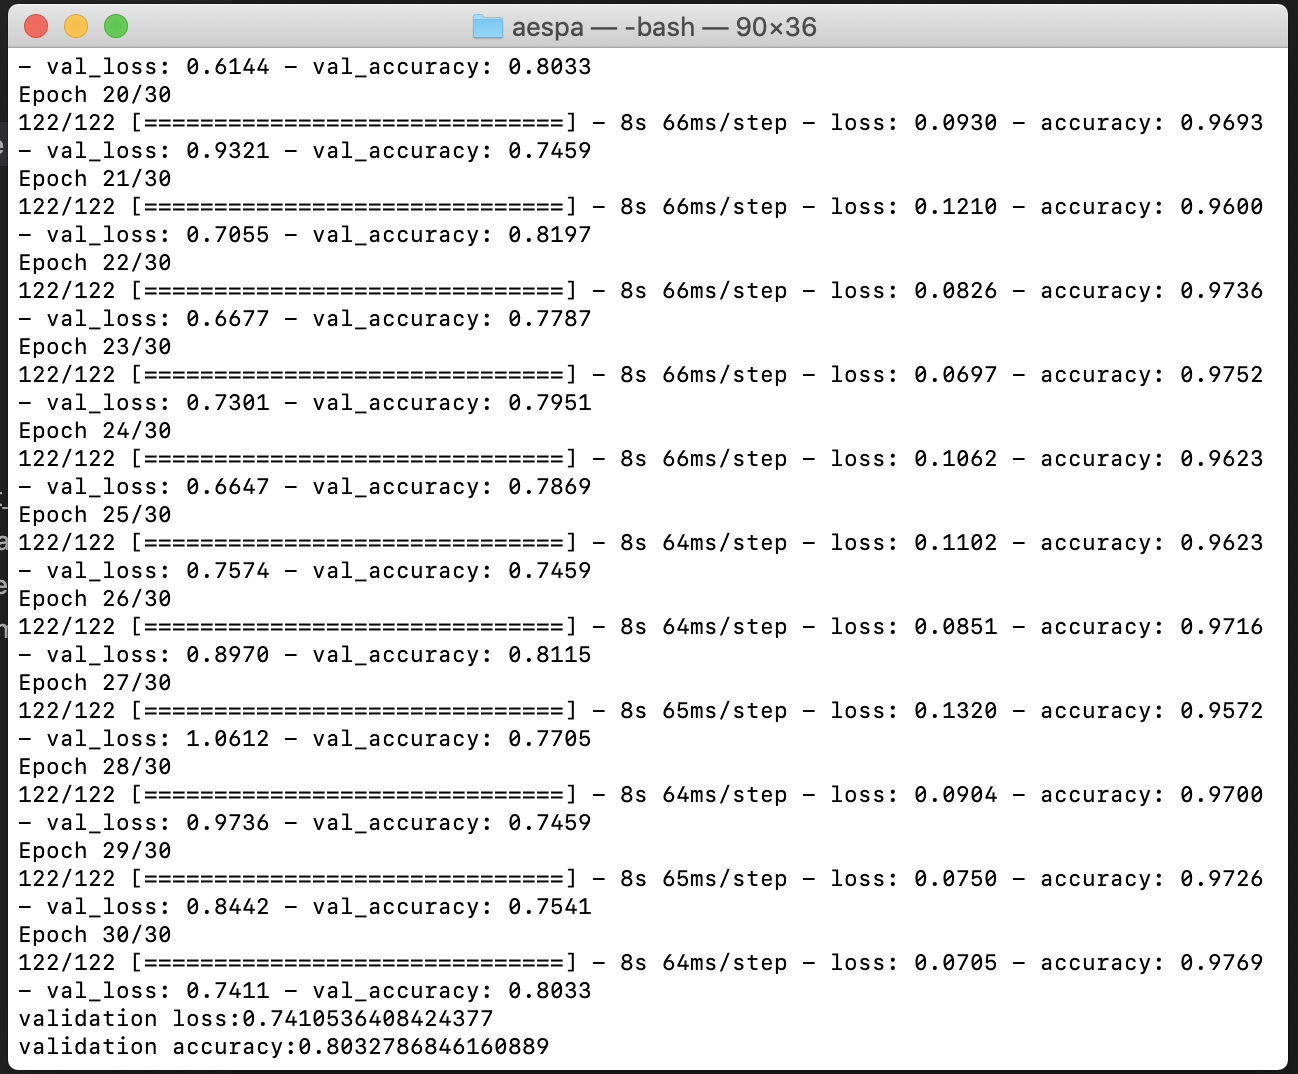 aespa — -bash — 90×36
- val_loss: 0.6144 - val_accuracy: 0.8033
Epoch 20/30
122/122 [==============================] - 8s 66ms/step - loss: 0.0930 - accuracy: 0.9693
- val_loss: 0.9321 - val_accuracy: 0.7459
Epoch 21/30
122/122 [==============================] - 8s 66ms/step - loss: 0.1210 - accuracy: 0.9600
- val_loss: 0.7055 - val_accuracy: 0.8197
Epoch 22/30
122/122 [==============================] - 8s 66ms/step - loss: 0.0826 - accuracy: 0.9736
- val_loss: 0.6677 - val_accuracy: 0.7787
Epoch 23/30
122/122 [==============================] - 8s 66ms/step - loss: 0.0697 - accuracy: 0.9752
- val_loss: 0.7301 - val_accuracy: 0.7951
Epoch 24/30
122/122 [==============================] - 8s 66ms/step - loss: 0.1062 - accuracy: 0.9623
- val_loss: 0.6647 - val_accuracy: 0.7869
Epoch 25/30
122/122 [==============================] - 8s 64ms/step - loss: 0.1102 - accuracy: 0.9623
- val_loss: 0.7574 - val_accuracy: 0.7459
Epoch 26/30
122/122 [==============================] - 8s 64ms/step - loss: 0.0851 - accuracy: 0.9716
- val_loss: 0.8970 - val_accuracy: 0.8115
Epoch 27/30
122/122 [==============================] - 8s 65ms/step - loss: 0.1320 - accuracy: 0.9572
- val_loss: 1.0612 - val_accuracy: 0.7705
Epoch 28/30
122/122 [==============================] - 8s 64ms/step - loss: 0.0904 - accuracy: 0.9700
- val_loss: 0.9736 - val_accuracy: 0.7459
Epoch 29/30
122/122 [==============================] - 8s 65ms/step - loss: 0.0750 - accuracy: 0.9726
- val_loss: 0.8442 - val_accuracy: 0.7541
Epoch 30/30
122/122 [==============================] - 8s 64ms/step - loss: 0.0705 - accuracy: 0.9769
- val_loss: 0.7411 - val_accuracy: 0.8033
validation loss:0.7410536408424377
validation accuracy:0.8032786846160889